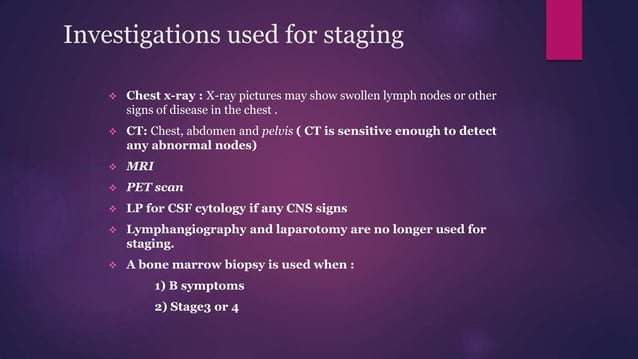 Investigations used for staging
❖ Chest x-ray : X-ray pictures may show swollen lymph nodes or other
signs of disease in the chest .
❖ CT: Chest, abdomen and pelvis ( CT is sensitive enough to detect
any abnormal nodes)
❖ MRI
❖ PET scan
❖ LP for CSF cytology if any CNS signs
❖ Lymphangiography and laparotomy are no longer used for
staging.
❖ A bone marrow biopsy is used when :
1) B symptoms
2) Stage3 or 4